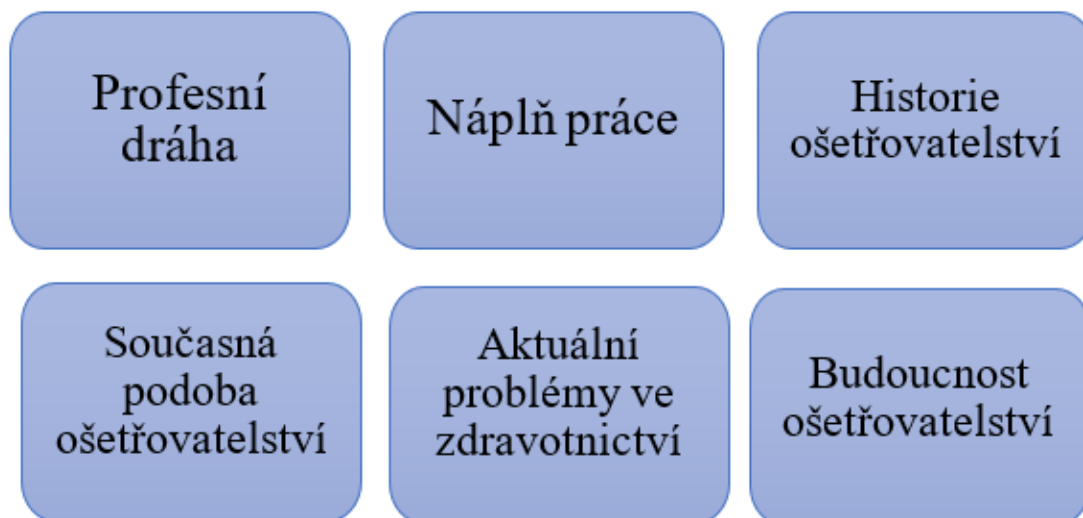 Profesní
dráha
Náplň práce
Historie
ošetřovatelství
Současná
podoba
ošetřovatelství
Aktuální
problémy ve
zdravotnictví
Budoucnost
ošetřovatelství